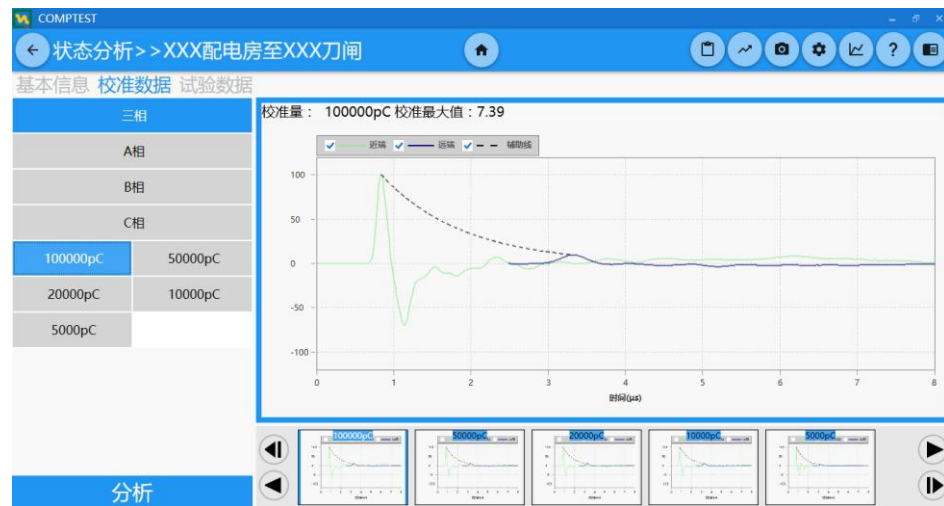 COMPTEST
状态分析>>XXX配电房至XXX刀闸
基本信息 校准数据 试验数据
三相
A相
B相
C相
100000pC 50000pC
20000pC 10000pC
5000pC
分析
校准量： 100000pC 校准最大值：7.39
近端 远端 辅助线
100
50
0
-50
-100
0 1 2 3 4 5 6 7 8
时间(μs)
100000pC 50000pC 20000pC 10000pC 5000pC